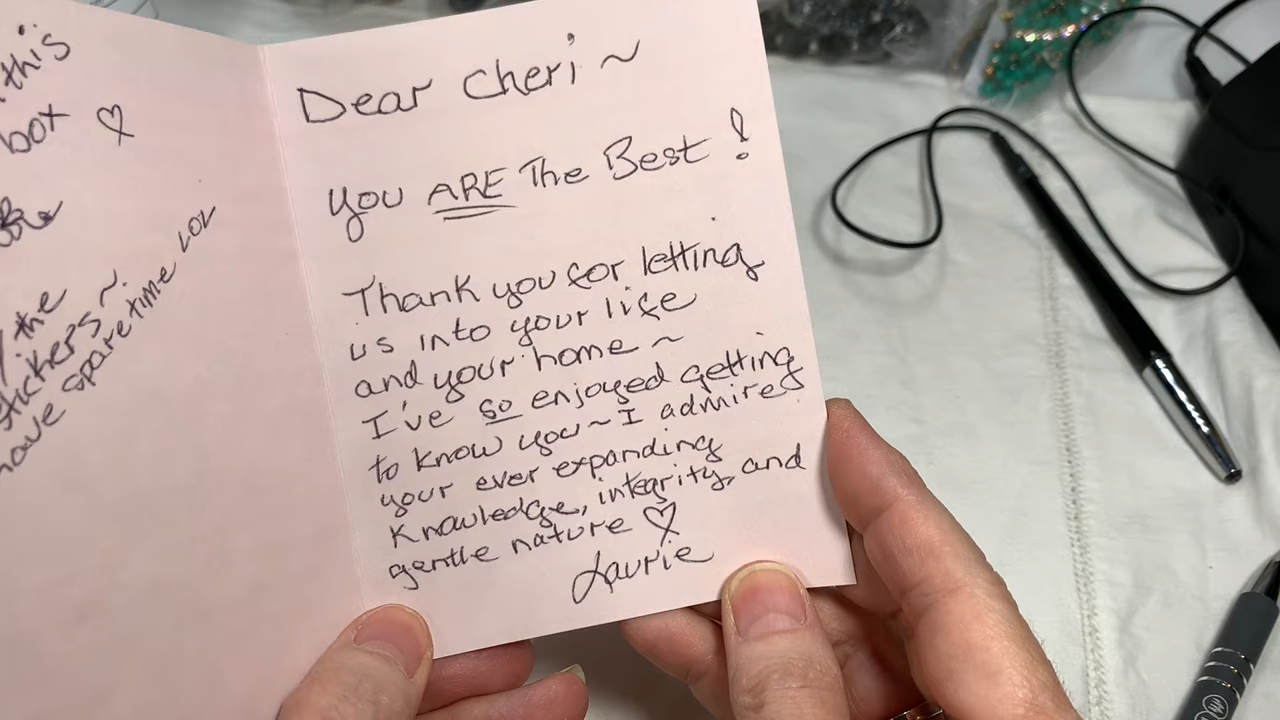 this
box ♡
the
stickers~
have spare time LOL
Dear Cheri ~
You ARE The Best !
Thank you for letting
us into your life
and your home ~
I've so enjoyed getting
to know you ~ I admire
your ever expanding
knowledge, integrity, and
gentle nature ♡
Laurie